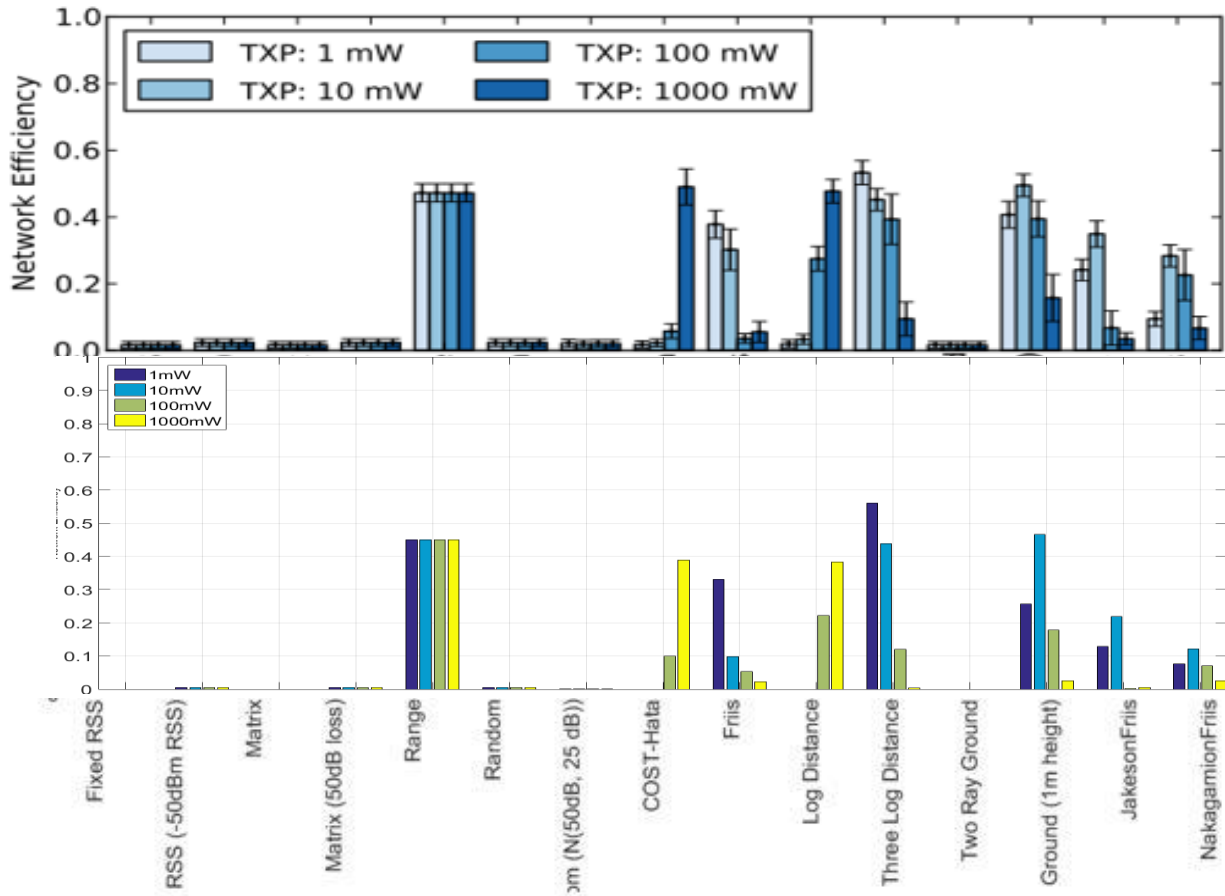 1.0
TXP: 1 mW
TXP: 100 mW
TXP: 10 mW
TXP: 1000 mW
0.8
0.6
0.4
0.2
0.0
Network Efficiency
1mW
10mW
100mW
1000mW
0.9
0.8
0.7
0.6
0.5
0.4
0.3
0.2
0.1
0
Fixed RSS
RSS (-50dBm RSS)
Matrix
Matrix (50dB loss)
Range
Random
(N(50dB, 25 dB))
COST-Hata
Friis
Log Distance
Three Log Distance
Two Ray Ground
Ground (1m height)
JakesonFriis
NakagamionFriis